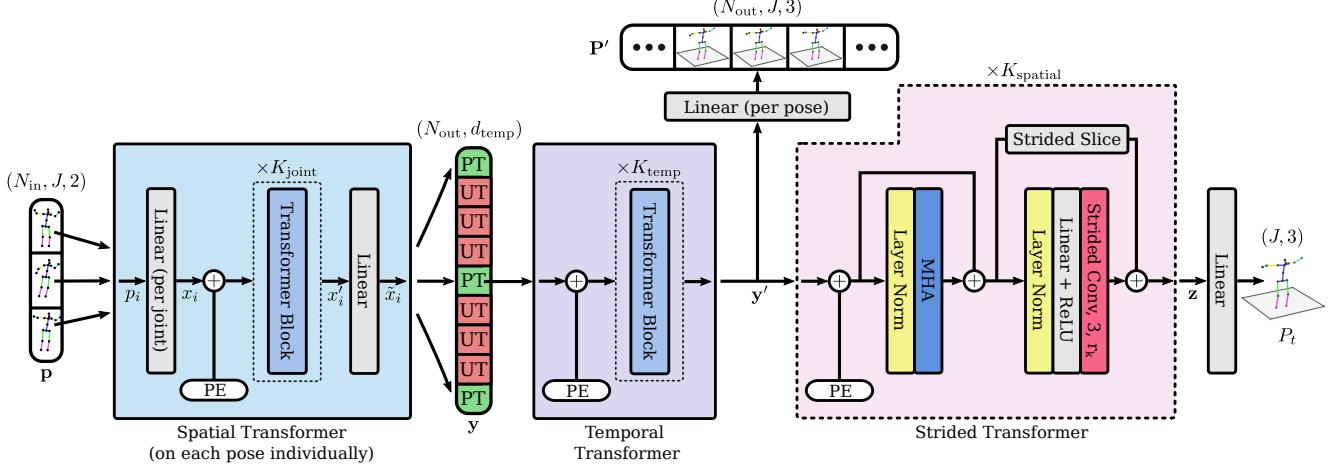 (N_in, J, 2)
p
p_i
Linear (per joint)
x_i
+
PE
×K_joint
Transformer Block
x'_i
Linear
x̃_i
Spatial Transformer
(on each pose individually)
(N_out, d_temp)
PT
UT
UT
UT
PT
UT
UT
UT
PT
y
+
PE
×K_temp
Transformer Block
Temporal
Transformer
(N_out, J, 3)
P′
•••
•••
Linear (per pose)
y′
×K_spatial
+
PE
Layer Norm
MHA
+
Strided Slice
Layer Norm
Linear + ReLU
Strided Conv, 3, r_k
+
Strided Transformer
z
Linear
(J, 3)
P_t